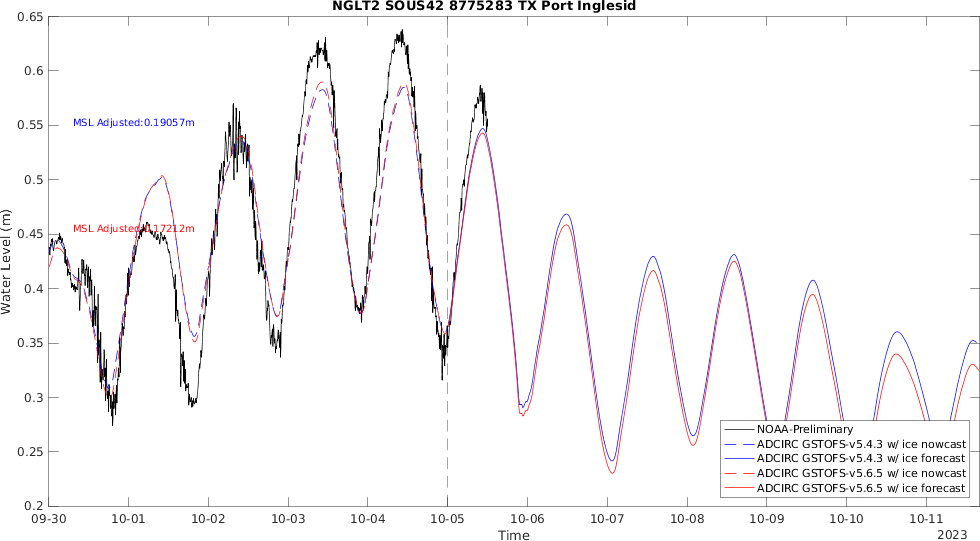 NGLT2 SOUS42 8775283 TX Port Inglesid
0.65
0.6
0.55
0.5
0.45
0.4
0.35
0.3
0.25
0.2
Water Level (m)
MSL Adjusted:0.19057m
MSL Adjusted:0.17212m
NOAA-Preliminary
ADCIRC GSTOFS-v5.4.3 w/ ice nowcast
ADCIRC GSTOFS-v5.4.3 w/ ice forecast
ADCIRC GSTOFS-v5.6.5 w/ ice nowcast
ADCIRC GSTOFS-v5.6.5 w/ ice forecast
09-30 10-01 10-02 10-03 10-04 10-05 10-06 10-07 10-08 10-09 10-10 10-11
Time
2023